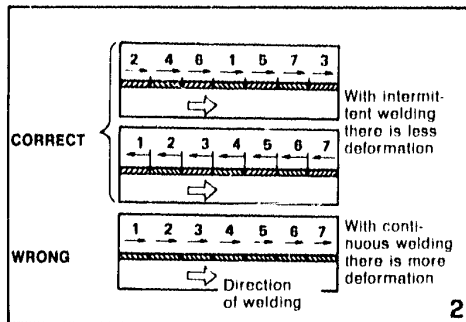 2 4 6 1 5 7 3
With intermit-
tent welding
there is less
deformation
CORRECT
1 2 3 4 5 6 7
1 2 3 4 5 6 7
With conti-
nuous welding
there is more
deformation
WRONG
Direction
of welding
2